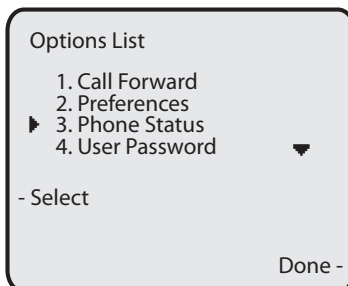 Options List
1. Call Forward
2. Preferences
3. Phone Status
4. User Password
- Select
Done -